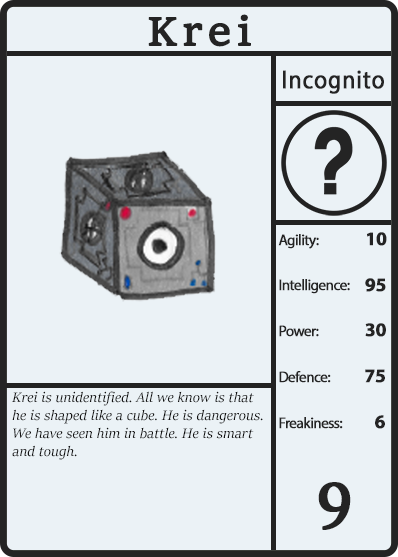 Krei
Incognito
?
Agility: 10
Intelligence: 95
Power: 30
Defence: 75
Freakiness: 6
9
Krei is unidentified. All we know is that
he is shaped like a cube. He is dangerous.
We have seen him in battle. He is smart
and tough.